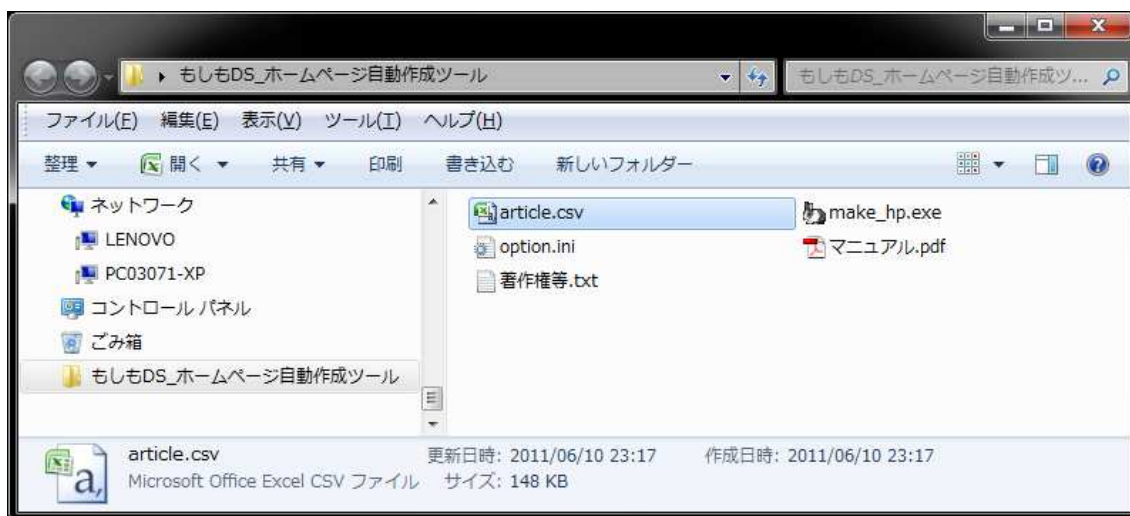 もしもDS_ホームページ自動作成ツール
もしもDS_ホームページ自動作成ツ...
ファイル(F) 編集(E) 表示(V) ツール(T) ヘルプ(H)
整理 開く 共有 印刷 書き込む 新しいフォルダー
ネットワーク
LENOVO
PC03071-XP
コントロール パネル
ごみ箱
もしもDS_ホームページ自動作成ツール
article.csv make_hp.exe
option.ini マニュアル.pdf
著作権等.txt
a,
article.csv 更新日時: 2011/06/10 23:17 作成日時: 2011/06/10 23:17
Microsoft Office Excel CSV ファイル サイズ: 148 KB